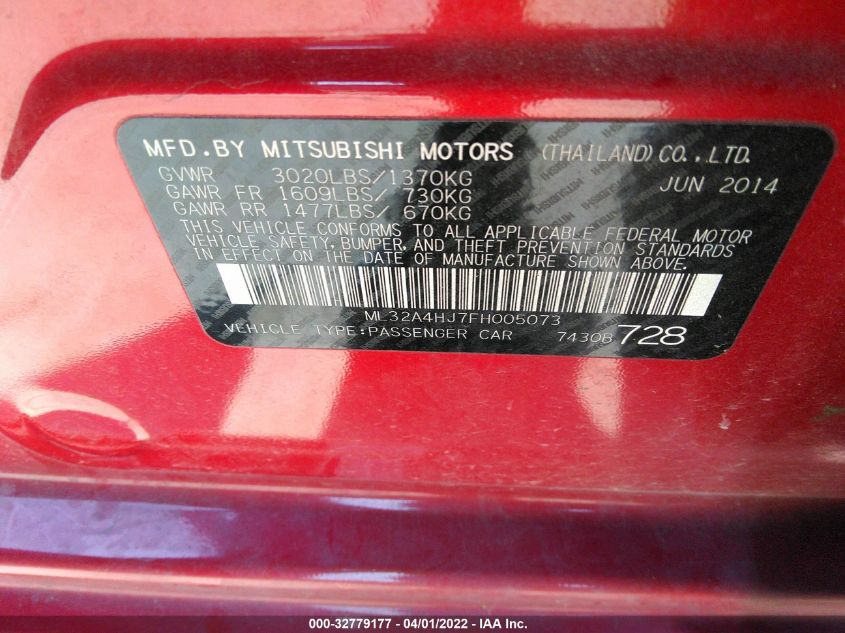 MFD.BY MITSUBISHI MOTORS (THAILAND) CO.,LTD.
GVWR 3020LBS/1370KG JUN 2014
GAWR FR 1609LBS/ 730KG
GAWR RR 1477LBS/ 670KG
THIS VEHICLE CONFORMS TO ALL APPLICABLE FEDERAL MOTOR
VEHICLE SAFETY, BUMPER, AND THEFT PREVENTION STANDARDS
IN EFFECT ON THE DATE OF MANUFACTURE SHOWN ABOVE.
ML32A4HJ7FH005073
VEHICLE TYPE:PASSENGER CAR 7430B 728
000-32779177 - 04/01/2022 - IAA Inc.